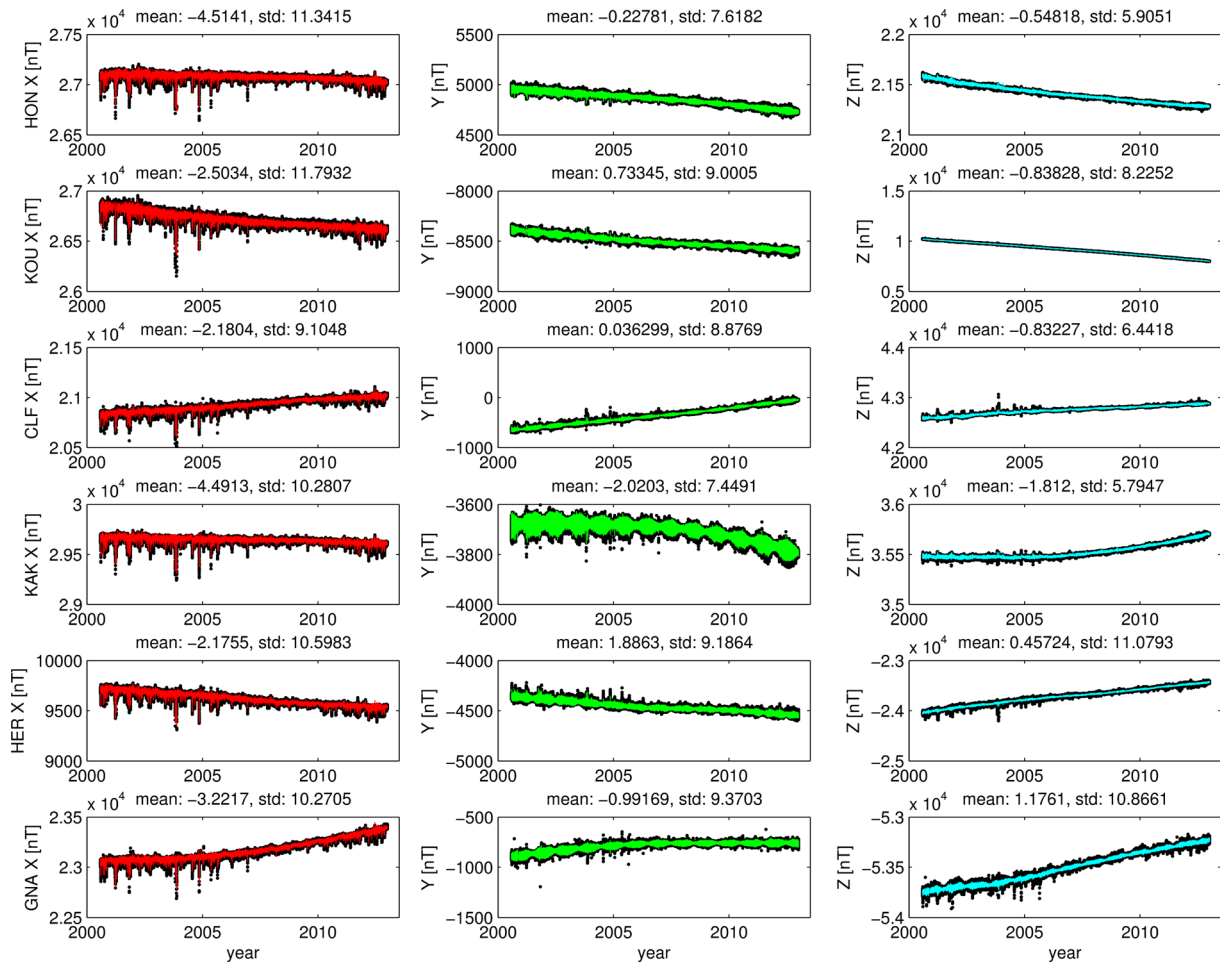 x 10^4 mean: −4.5141, std: 11.3415
mean: −0.22781, std: 7.6182
x 10^4 mean: −0.54818, std: 5.9051
HON X [nT]
2.75
2.7
2.65
2000 2005 2010
Y [nT]
5500
5000
4500
2000 2005 2010
Z [nT]
2.2
2.15
2.1
2000 2005 2010
x 10^4 mean: −2.5034, std: 11.7932
mean: 0.73345, std: 9.0005
x 10^4 mean: −0.83828, std: 8.2252
KOU X [nT]
2.7
2.65
2.6
2000 2005 2010
Y [nT]
−8000
−8500
−9000
2000 2005 2010
Z [nT]
1.5
1
0.5
2000 2005 2010
x 10^4 mean: −2.1804, std: 9.1048
mean: 0.036299, std: 8.8769
x 10^4 mean: −0.83227, std: 6.4418
CLF X [nT]
2.15
2.1
2.05
2000 2005 2010
Y [nT]
1000
0
−1000
2000 2005 2010
Z [nT]
4.4
4.3
4.2
2000 2005 2010
x 10^4 mean: −4.4913, std: 10.2807
mean: −2.0203, std: 7.4491
x 10^4 mean: −1.812, std: 5.7947
KAK X [nT]
3
2.95
2.9
2000 2005 2010
Y [nT]
−3600
−3800
−4000
2000 2005 2010
Z [nT]
3.6
3.55
3.5
2000 2005 2010
mean: −2.1755, std: 10.5983
mean: 1.8863, std: 9.1864
x 10^4 mean: 0.45724, std: 11.0793
HER X [nT]
10000
9500
9000
2000 2005 2010
Y [nT]
−4000
−4500
−5000
2000 2005 2010
Z [nT]
−2.3
−2.4
−2.5
2000 2005 2010
x 10^4 mean: −3.2217, std: 10.2705
mean: −0.99169, std: 9.3703
x 10^4 mean: 1.1761, std: 10.8661
GNA X [nT]
2.35
2.3
2.25
2000 2005 2010
year
Y [nT]
−500
−1000
−1500
2000 2005 2010
year
Z [nT]
−5.3
−5.35
−5.4
2000 2005 2010
year